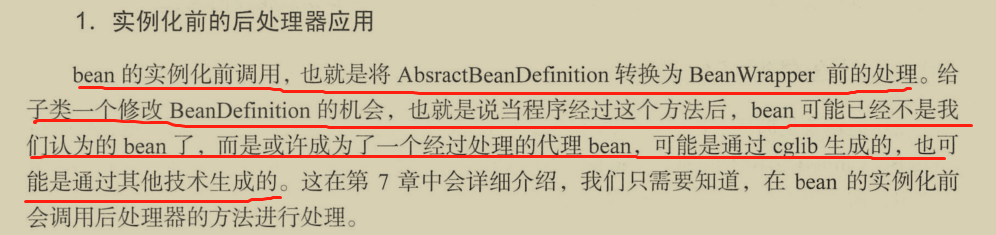 1. 实例化前的后处理器应用
bean 的实例化前调用，也就是将 AbsractBeanDefinition 转换为 BeanWrapper 前的处理。给
子类一个修改 BeanDefinition 的机会，也就是说当程序经过这个方法后，bean 可能已经不是我
们认为的 bean 了，而是或许成为了一个经过处理的代理 bean，可能是通过 cglib 生成的，也可
能是通过其他技术生成的。这在第 7 章中会详细介绍，我们只需要知道，在 bean 的实例化前
会调用后处理器的方法进行处理。